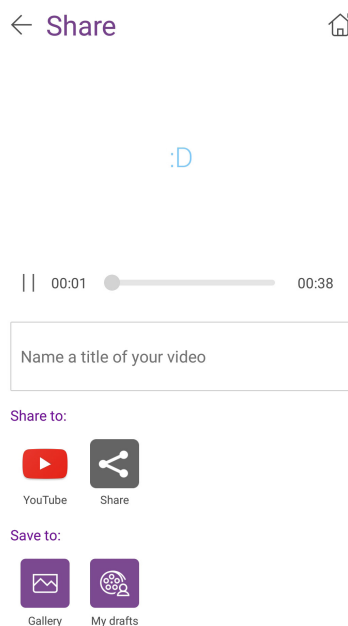 Share
:D
00:01 00:38
Name a title of your video
Share to:
YouTube Share
Save to:
Gallery My drafts